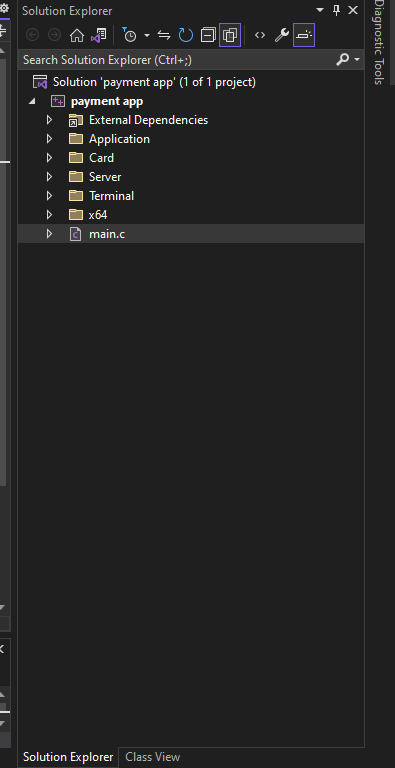 Solution Explorer
Search Solution Explorer (Ctrl+;)
Solution 'payment app' (1 of 1 project)
payment app
External Dependencies
Application
Card
Server
Terminal
x64
main.c
Solution Explorer
Class View
Diagnostic Tools